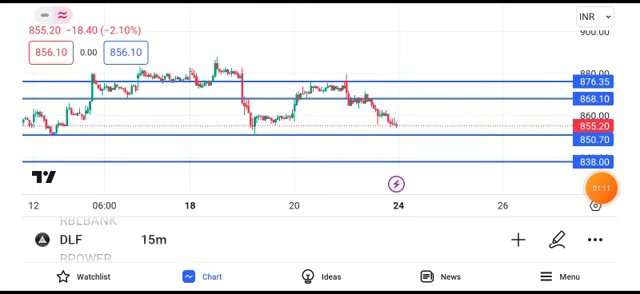 INR
855.20 −18.40 (−2.10%)
900.00
856.10 0.00 856.10
880.00
876.35
868.10
860.00
855.20
850.70
838.00
01:11
12 06:00 18 20 24 26
RBLBANK
DLF 15m
RPOWER
Watchlist Chart Ideas News Menu